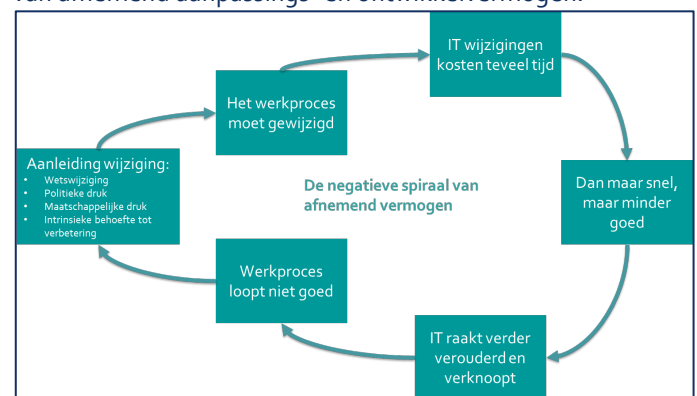 van afnemend aanpassings- en ontwikkelvermogen.
IT wijzigingen
kosten teveel tijd
Het werkproces
moet gewijzigd
Aanleiding wijziging:
• Wetswijziging
• Politieke druk
• Maatschappelijke druk
• Intrinsieke behoefte tot
verbetering
De negatieve spiraal van
afnemend vermogen
Dan maar snel,
maar minder
goed
Werkproces
loopt niet goed
IT raakt verder
verouderd en
verknoopt